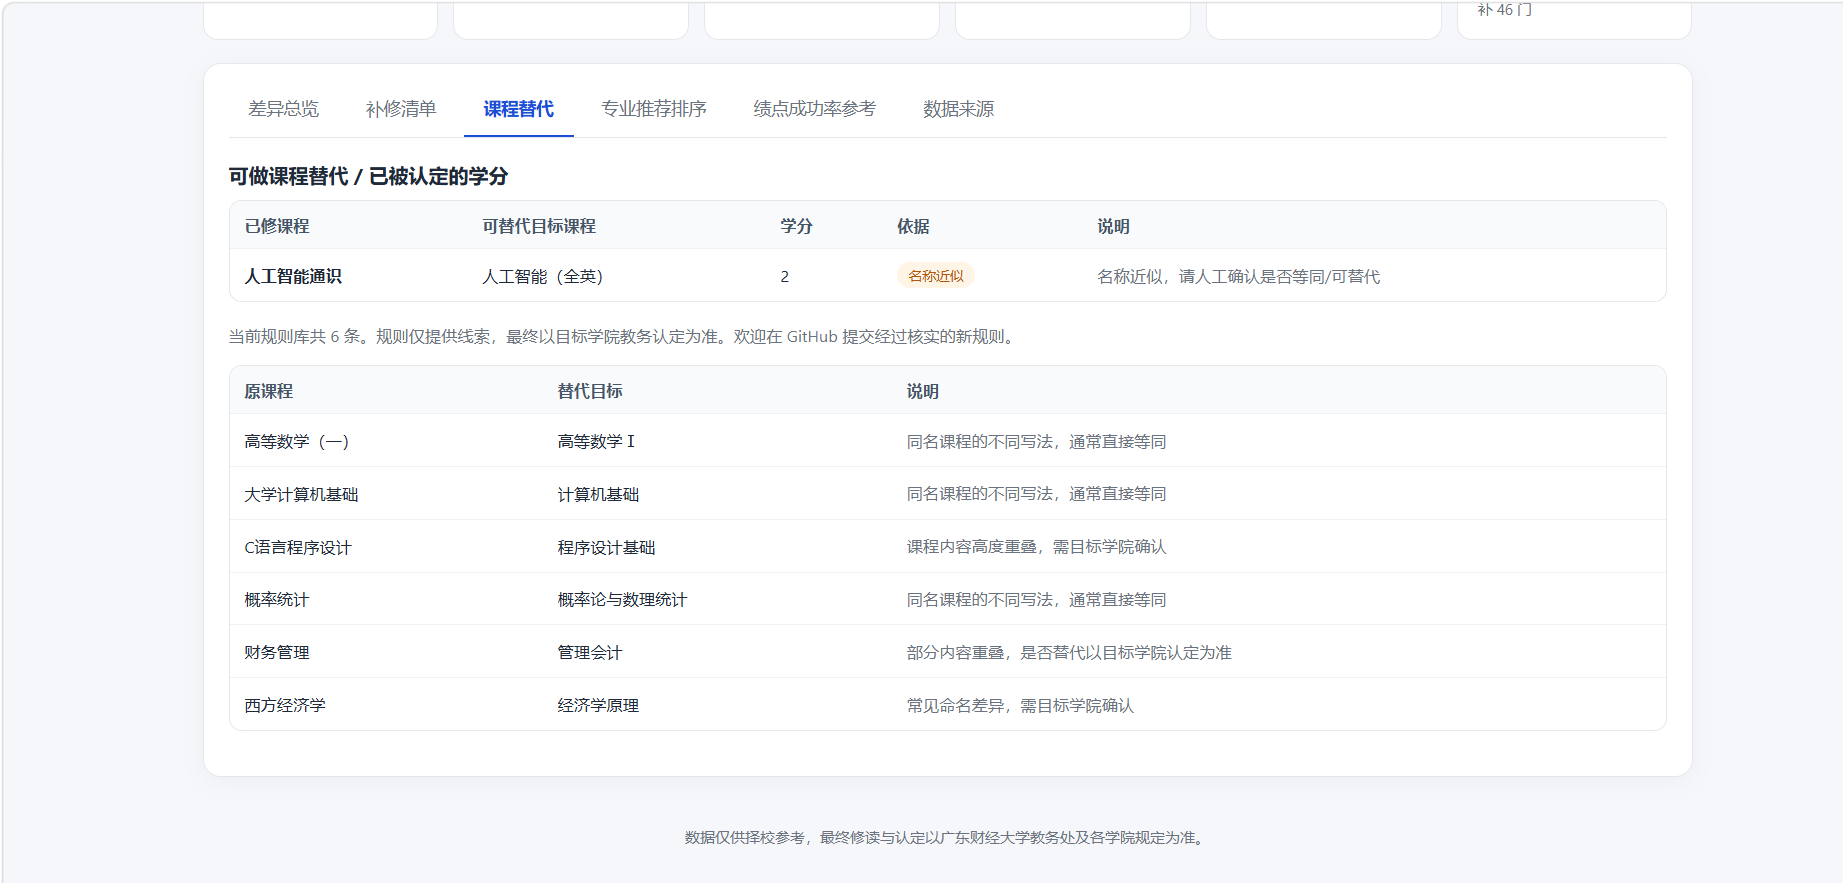 补 46 门
差异总览 补修清单 课程替代 专业推荐排序 绩点成功率参考 数据来源
可做课程替代 / 已被认定的学分
已修课程 可替代目标课程 学分 依据 说明
人工智能通识 人工智能（全英） 2 名称近似 名称近似，请人工确认是否等同/可替代
当前规则库共 6 条。规则仅提供线索，最终以目标学院教务认定为准。欢迎在 GitHub 提交经过核实的新规则。
原课程 替代目标 说明
高等数学（一） 高等数学 I 同名课程的不同写法，通常直接等同
大学计算机基础 计算机基础 同名课程的不同写法，通常直接等同
C语言程序设计 程序设计基础 课程内容高度重叠，需目标学院确认
概率统计 概率论与数理统计 同名课程的不同写法，通常直接等同
财务管理 管理会计 部分内容重叠，是否替代以目标学院认定为准
西方经济学 经济学原理 常见命名差异，需目标学院确认
数据仅供择校参考，最终修读与认定以广东财经大学教务处及各学院规定为准。